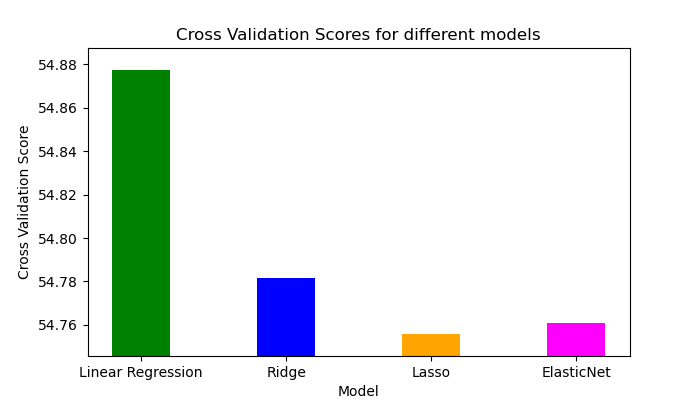 Cross Validation Scores for different models
Cross Validation Score
54.88
54.86
54.84
54.82
54.80
54.78
54.76
Linear Regression
Ridge
Lasso
ElasticNet
Model